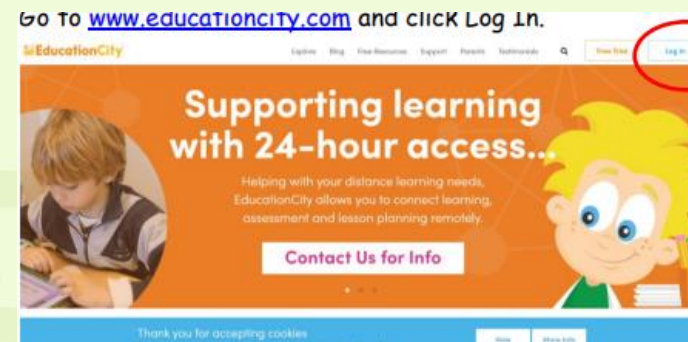 Go to www.educationcity.com and click Log In.
EducationCity
Explore Blog Free Resources Support Parents Testimonials Free Trial Log In
Supporting learning
with 24-hour access...
Helping with your distance learning needs,
EducationCity allows you to connect learning,
assessment and lesson planning remotely.
Contact Us for Info
Thank you for accepting cookies
Hide More Info